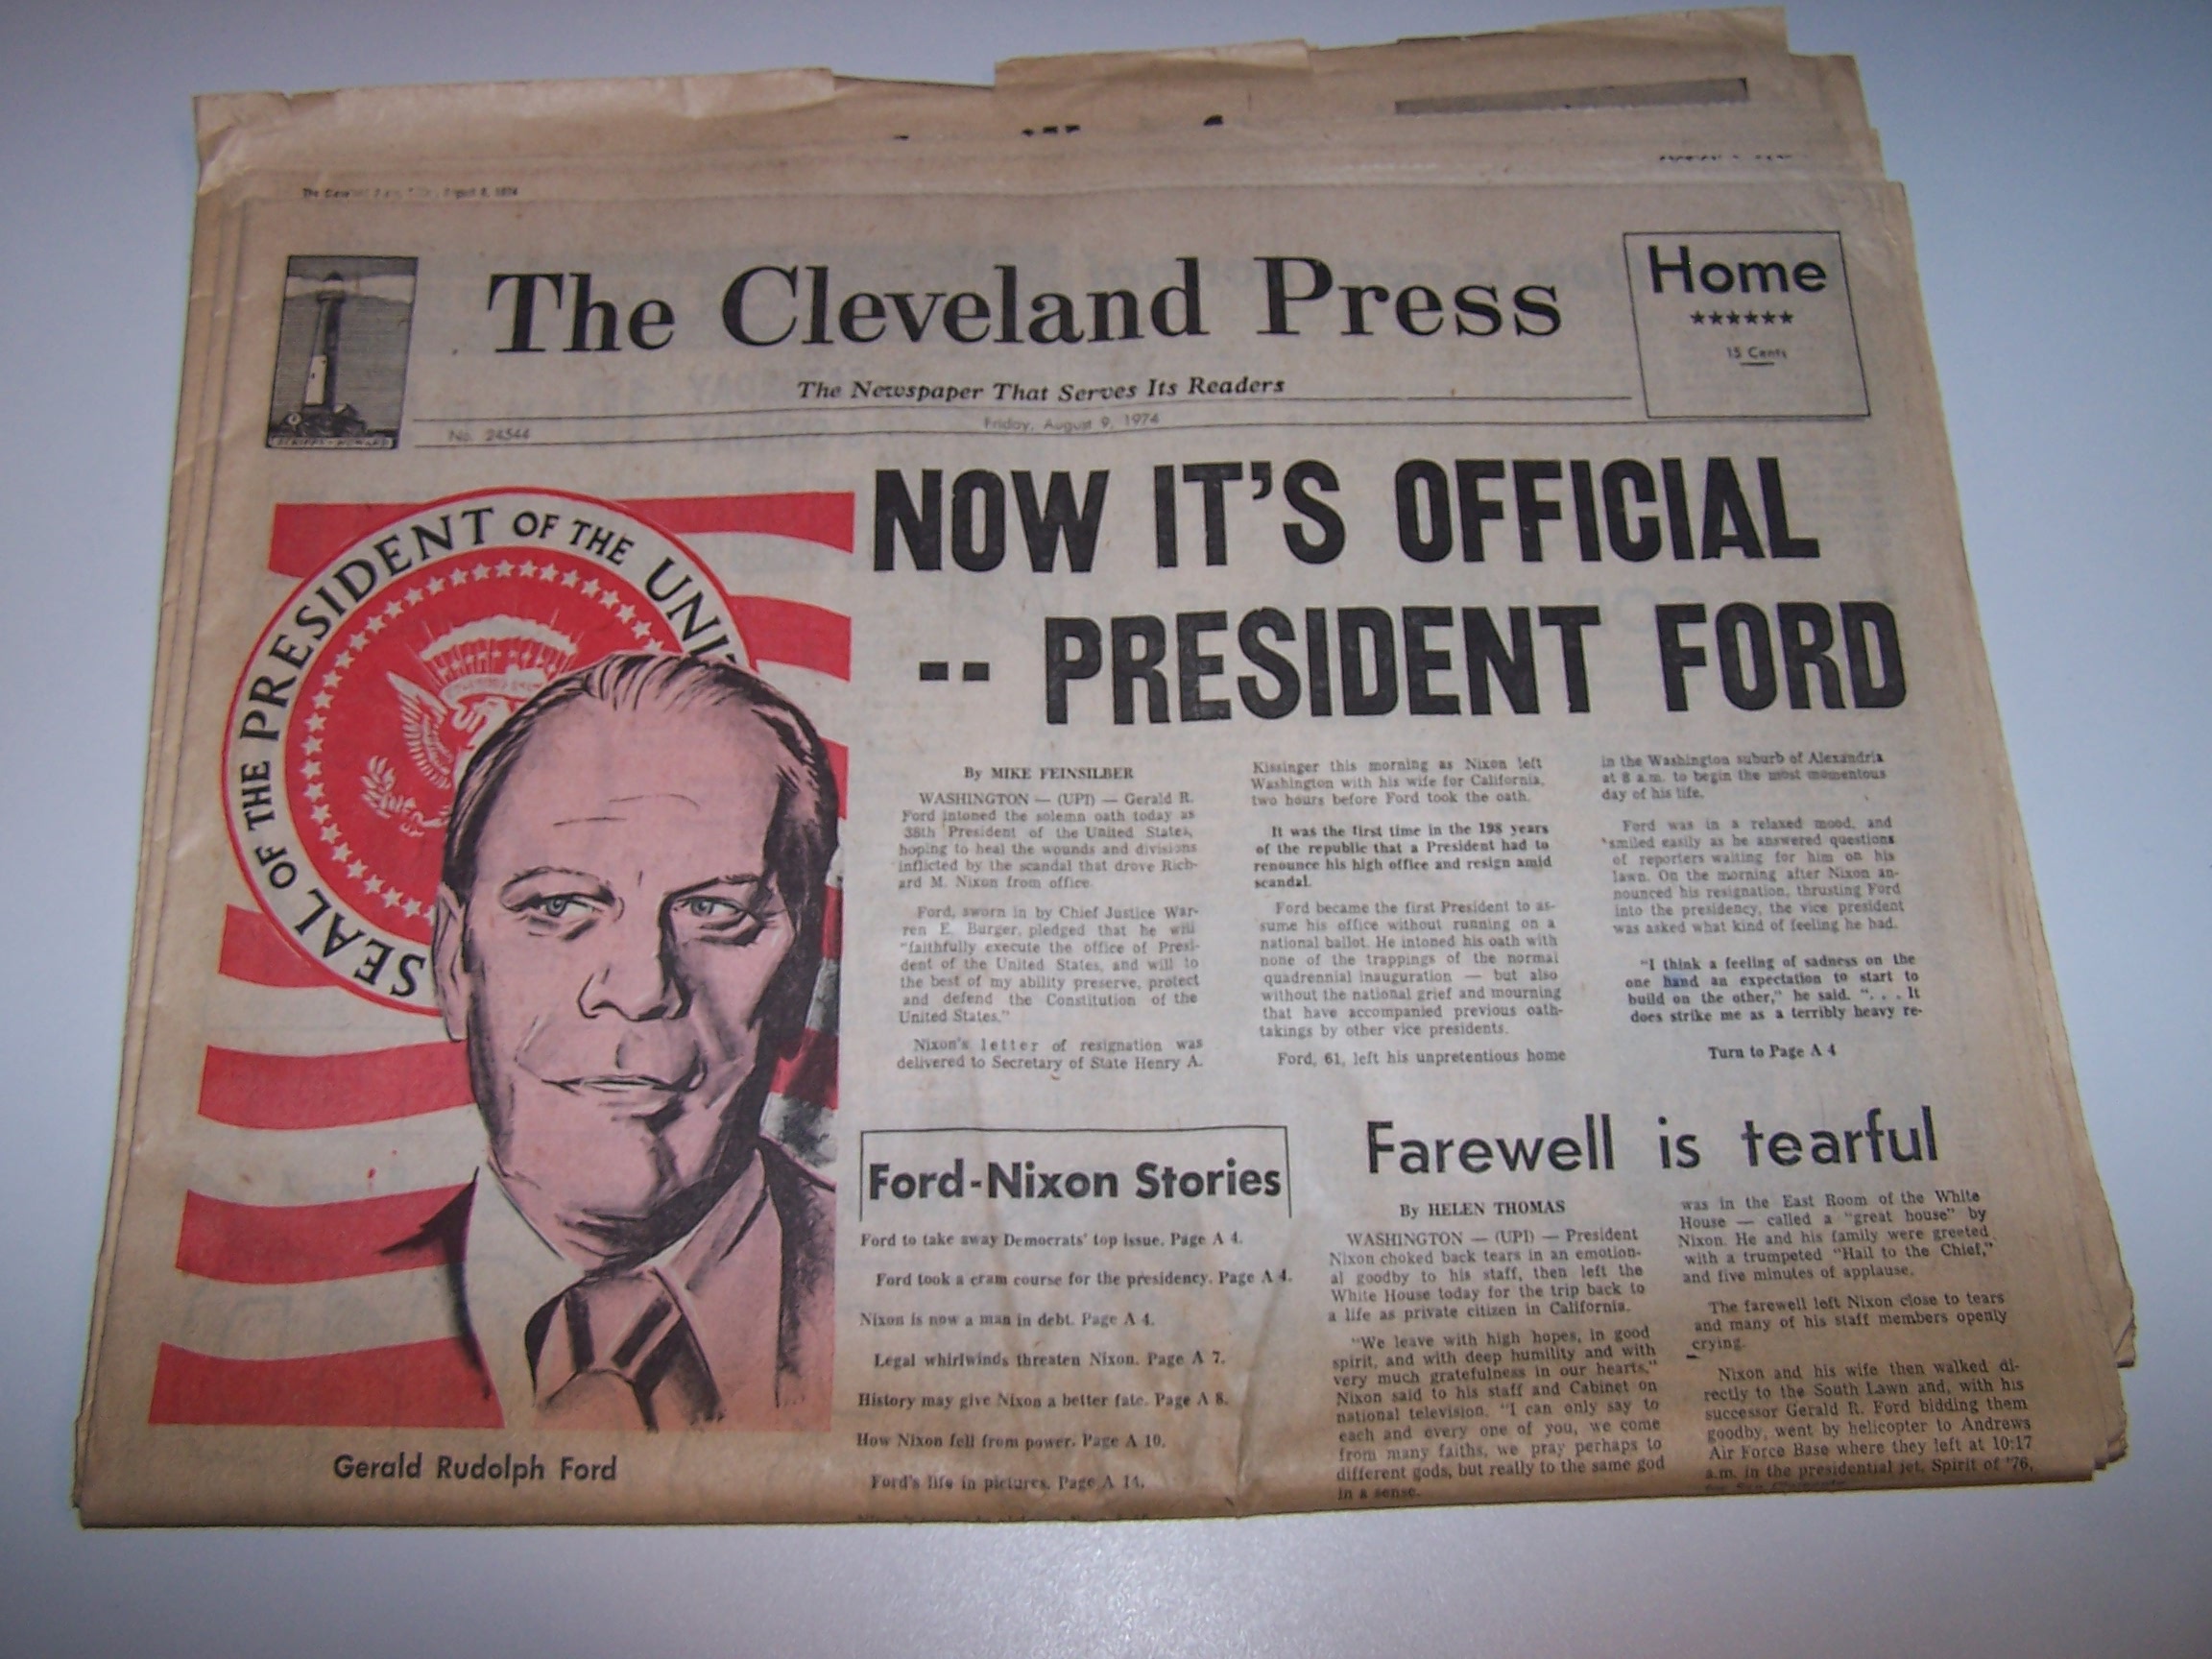 The Cleveland Press
Home
★★★★★★
15 Cents
The Newspaper That Serves Its Readers
SCRIPPS - HOWARD
No. 24544
Friday, August 9, 1974
SEAL OF THE PRESIDENT OF THE UNI
NOW IT'S OFFICIAL
-- PRESIDENT FORD
By MIKE FEINSILBER
WASHINGTON — (UPI) — Gerald R.
Ford intoned the solemn oath today as
38th President of the United States,
hoping to heal the wounds and divisions
inflicted by the scandal that drove Rich-
ard M. Nixon from office.
Ford, sworn in by Chief Justice War-
ren E. Burger, pledged that he will
"faithfully execute the office of Presi-
dent of the United States, and will to
the best of my ability preserve, protect
and defend the Constitution of the
United States."
Nixon's letter of resignation was
delivered to Secretary of State Henry A.
Kissinger this morning as Nixon left
Washington with his wife for California,
two hours before Ford took the oath.
It was the first time in the 198 years
of the republic that a President had to
renounce his high office and resign amid
scandal.
Ford became the first President to as-
sume his office without running on a
national ballot. He intoned his oath with
none of the trappings of the normal
quadrennial inauguration — but also
without the national grief and mourning
that have accompanied previous oath-
takings by other vice presidents.
Ford, 61, left his unpretentious home
in the Washington suburb of Alexandria
at 8 a.m. to begin the most momentous
day of his life.
Ford was in a relaxed mood, and
smiled easily as he answered questions
of reporters waiting for him on his
lawn. On the morning after Nixon an-
nounced his resignation, thrusting Ford
into the presidency, the vice president
was asked what kind of feeling he had.
"I think a feeling of sadness on the
one hand an expectation to start to
build on the other," he said. ". . . It
does strike me as a terribly heavy re-
Turn to Page A 4
Gerald Rudolph Ford
Ford-Nixon Stories
Ford to take away Democrats' top issue. Page A 4.
Ford took a cram course for the presidency. Page A 4.
Nixon is now a man in debt. Page A 4.
Legal whirlwinds threaten Nixon. Page A 7.
History may give Nixon a better fate. Page A 8.
How Nixon fell from power. Page A 10.
Ford's life in pictures. Page A 14.
Farewell is tearful
By HELEN THOMAS
WASHINGTON — (UPI) — President
Nixon choked back tears in an emotion-
al goodby to his staff, then left the
White House today for the trip back to
a life as private citizen in California.
"We leave with high hopes, in good
spirit, and with deep humility and with
very much gratefulness in our hearts,"
Nixon said to his staff and Cabinet on
national television. "I can only say to
each and every one of you, we come
from many faiths, we pray perhaps to
different gods, but really to the same god
in a sense.
was in the East Room of the White
House — called a "great house" by
Nixon. He and his family were greeted
with a trumpeted "Hail to the Chief,"
and five minutes of applause.
The farewell left Nixon close to tears
and many of his staff members openly
crying.
Nixon and his wife then walked di-
rectly to the South Lawn and, with his
successor Gerald R. Ford bidding them
goodby, went by helicopter to Andrews
Air Force Base where they left at 10:17
a.m. in the presidential jet, Spirit of '76,